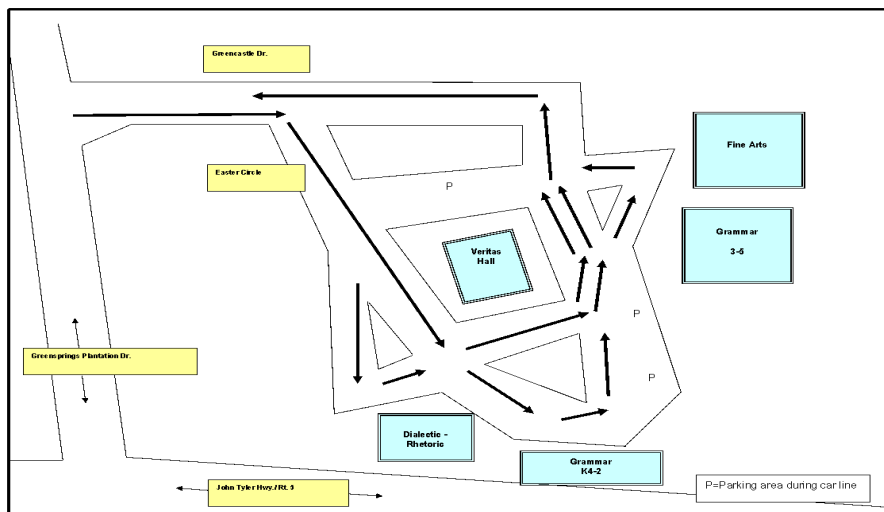 Greencastle Dr.
Fine Arts
Easter Circle
P
Grammar
3-5
Veritas
Hall
P
Greensprings Plantation Dr.
P
Dialectic -
Rhetoric
Grammar
K4-2
John Tyler Hwy./Rt. 5
P=Parking area during car line